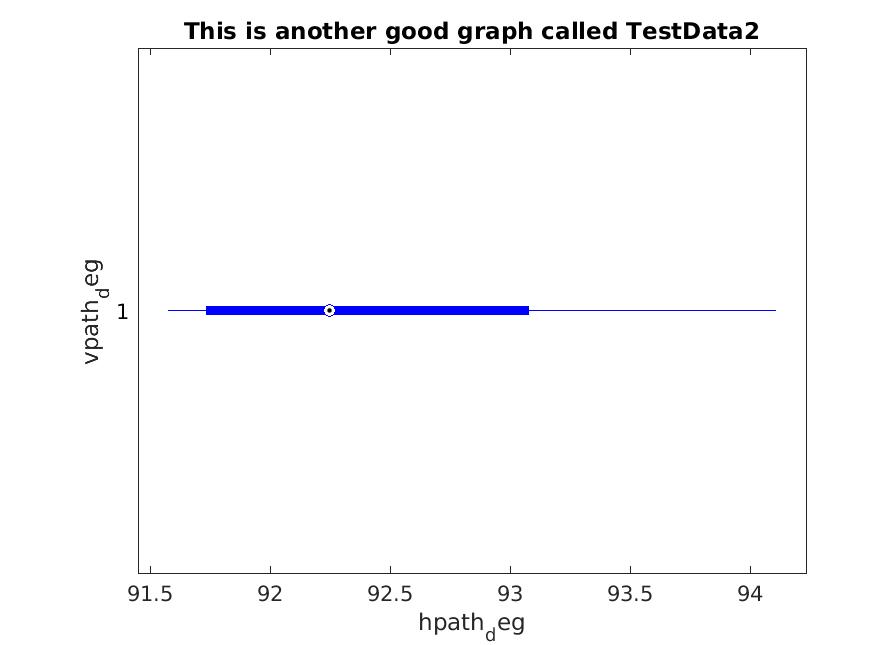 This is another good graph called TestData2
vpath_deg
1
91.5 92 92.5 93 93.5 94
hpath_deg